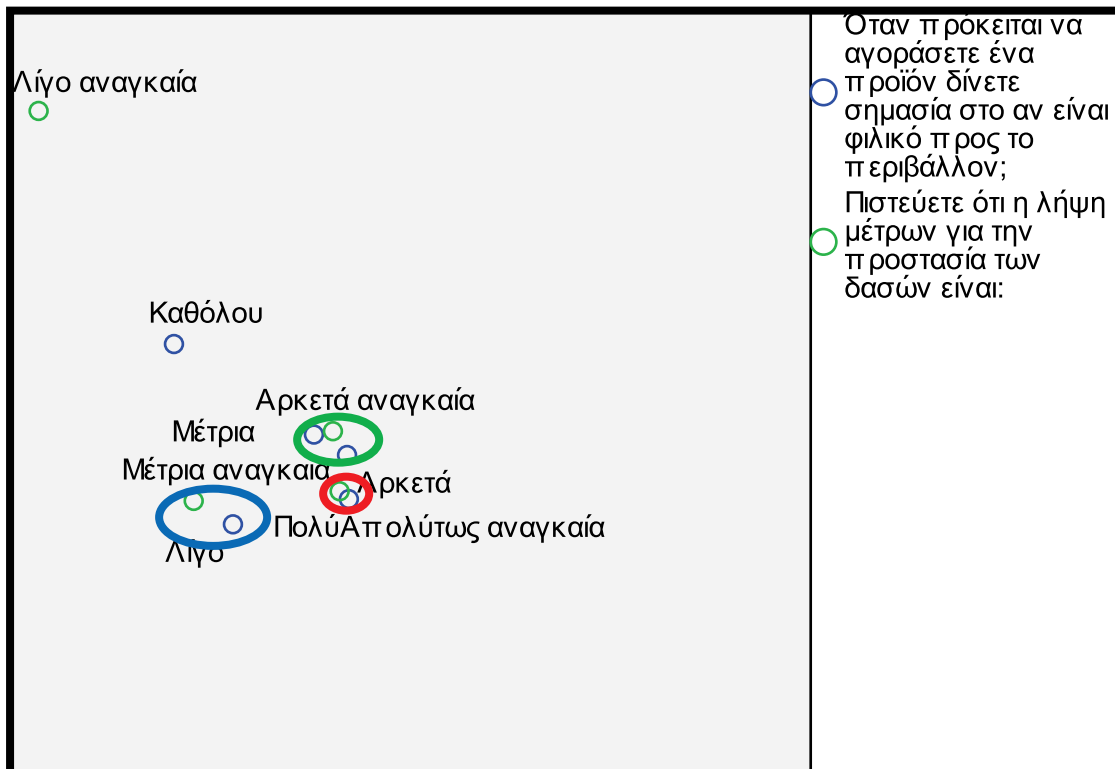 Λίγο αναγκαία
Καθόλου
Αρκετά αναγκαία
Μέτρια
Μέτρια αναγκαία
Αρκετά
ΠολύΑπολύτως αναγκαία
Λίγο
Όταν πρόκειται να
αγοράσετε ένα
προϊόν δίνετε
σημασία στο αν είναι
φιλικό προς το
περιβάλλον;
Πιστεύετε ότι η λήψη
μέτρων για την
προστασία των
δασών είναι: